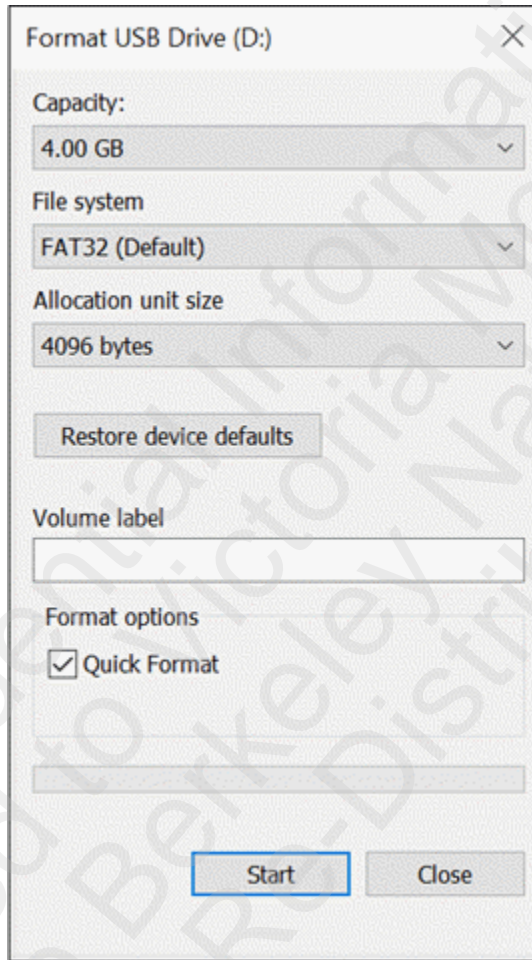 Format USB Drive (D:)
Capacity:
4.00 GB
File system
FAT32 (Default)
Allocation unit size
4096 bytes
Restore device defaults
Volume label
Format options
Quick Format
Start
Close